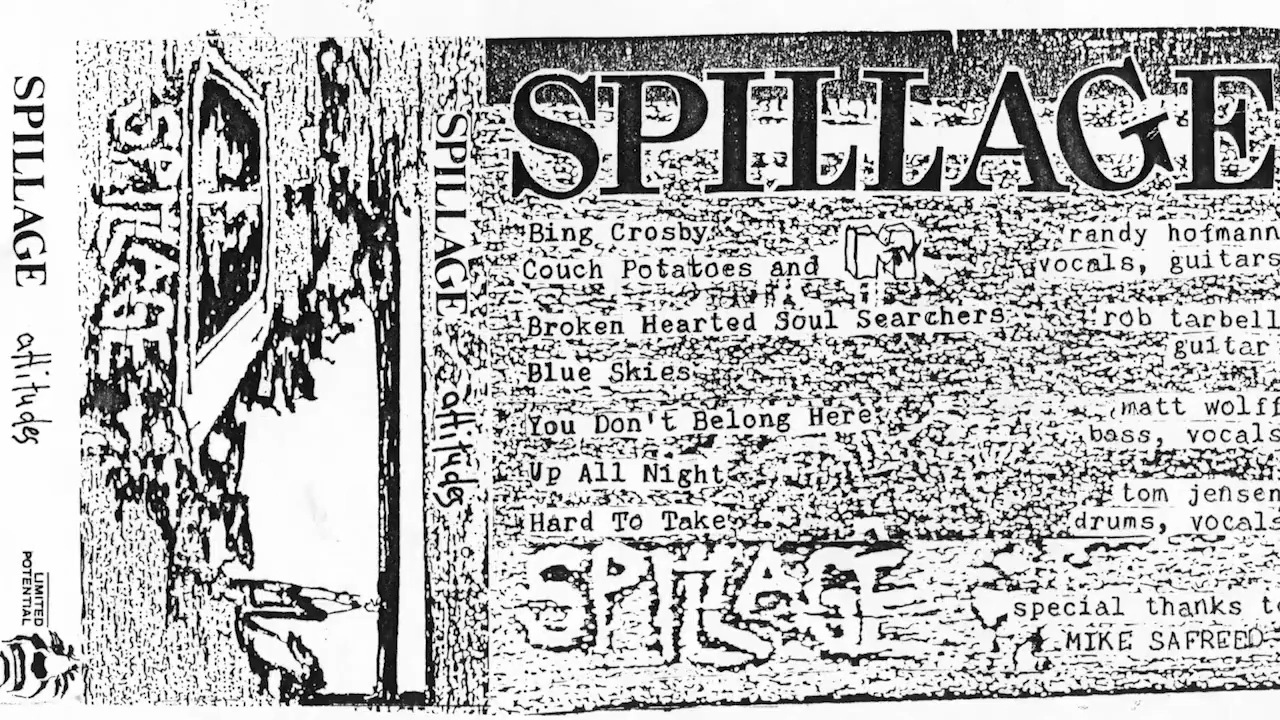 SPILLAGE
attitudes
LIMITED
POTENTIAL
SPILLAGE
SPILLAGE
attitudes
SPILLAGE
Bing Crosby
Couch Potatoes and MTV
Broken Hearted Soul Searchers
Blue Skies
You Don't Belong Here
Up All Night
Hard To Take
randy hofmann
vocals, guitars
rob tarbell
guitar
matt wolff
bass, vocals
tom jensen
drums, vocals
SPILLAGE
special thanks to
MIKE SAFREED